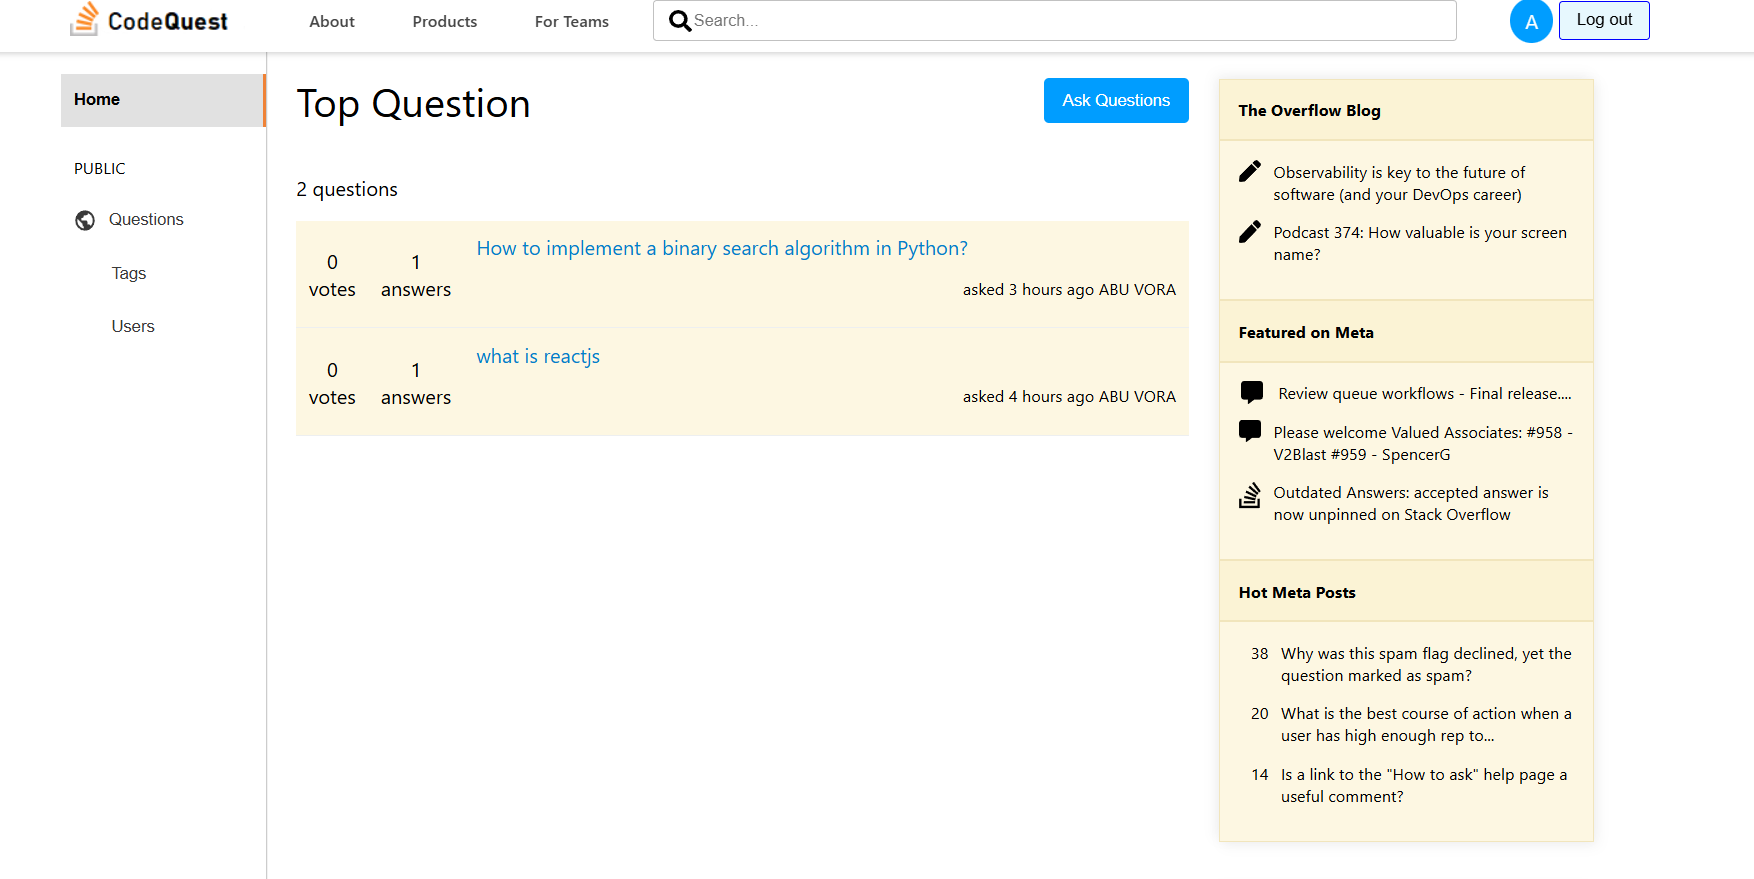 CodeQuest
About
Products
For Teams
Search...
A
Log out
Home
PUBLIC
Questions
Tags
Users
Top Question
Ask Questions
2 questions
0
votes
1
answers
How to implement a binary search algorithm in Python?
asked 3 hours ago ABU VORA
0
votes
1
answers
what is reactjs
asked 4 hours ago ABU VORA
The Overflow Blog
Observability is key to the future of
software (and your DevOps career)
Podcast 374: How valuable is your screen
name?
Featured on Meta
Review queue workflows - Final release....
Please welcome Valued Associates: #958 -
V2Blast #959 - SpencerG
Outdated Answers: accepted answer is
now unpinned on Stack Overflow
Hot Meta Posts
38 Why was this spam flag declined, yet the
question marked as spam?
20 What is the best course of action when a
user has high enough rep to...
14 Is a link to the "How to ask" help page a
useful comment?